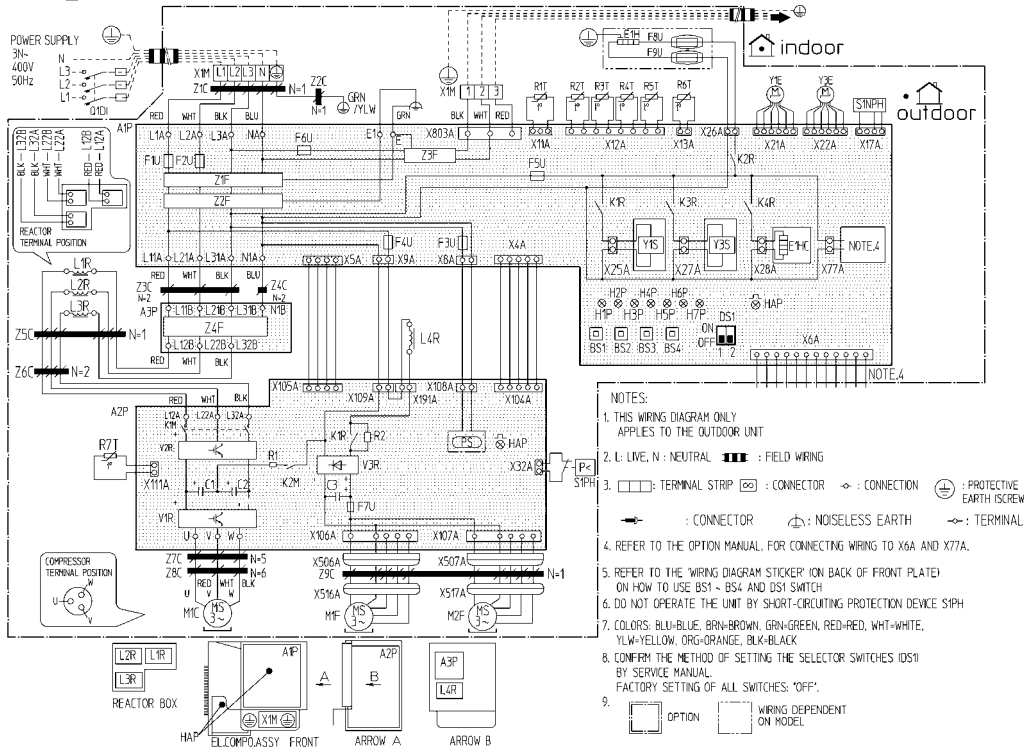 POWER SUPPLY
3N~
400V
50Hz
N
L3
L2
L1
Q1DI
X1M
L1 L2 L3 N
Z1C
N=1
Z2C
N=1
GRN
/YLW
GRN
X1M
1 2 3
BLK WHT RED
E1H
F8U
F9U
indoor
outdoor
R1T
R2T R3T R4T R5T
R6T
Y1E
Y3E
S1NPH
A1P
RED WHT BLK BLU
L1A L2A L3A NA
E1
E
X803A
X11A
X12A
X13A
X26A
X21A
X22A
X17A
F1U
F2U
F6U
Z3F
K2R
F5U
Z1F
Z2F
BLK - L32B
BLK - L32A
WHT - L22B
WHT - L22A
RED - L12B
RED - L12A
REACTOR
TERMINAL POSITION
K1R
K3R
K4R
Y1S
Y3S
E1HC
NOTE.4
X25A
X27A
X28A
X77A
F4U
F3U
X4A
L11A L21A L31A N1A
X5A
X9A
X8A
L1R
L2R
L3R
RED WHT BLK BLU
Z3C
N=2
Z4C
N=2
A3P
L11B L21B L31B N1B
Z4F
L12B L22B L32B
RED WHT BLK
Z5C
N=1
Z6C
N=2
L4R
H2P H4P H6P
H1P H3P H5P H7P
HAP
DS1
ON
OFF
1 2
BS1 BS2 BS3 BS4
X6A
NOTE.4
X105A
X109A
X191A
X108A
X104A
A2P
RED WHT BLK
L12A L22A L32A
K1M
R7T
X111A
V2R
R1
K2M
K1R
R2
V3R
PS
HAP
X32A
P<
S1PH
C1
C2
C3
F7U
V1R
U V W
X106A
X107A
Z7C
N=5
Z8C
N=6
RED WHT BLK
U V W
M1C
MS
3~
X506A
X507A
Z9C
N=1
X516A
X517A
M1F
MS
3~
M2F
MS
3~
COMPRESSOR
TERMINAL POSITION
W
U
V
L2R
L1R
L3R
REACTOR BOX
A1P
X1M
HAP
EL.COMPO.ASSY FRONT
A
A2P
B
ARROW A
A3P
L4R
ARROW B
NOTES:
1. THIS WIRING DIAGRAM ONLY
APPLIES TO THE OUTDOOR UNIT
2. L: LIVE, N : NEUTRAL : FIELD WIRING
3. : TERMINAL STRIP : CONNECTOR : CONNECTION : PROTECTIVE
EARTH (SCREW
: CONNECTOR : NOISELESS EARTH : TERMINAL
4. REFER TO THE OPTION MANUAL, FOR CONNECTING WIRING TO X6A AND X77A.
5. REFER TO THE 'WIRING DIAGRAM STICKER' (ON BACK OF FRONT PLATE)
ON HOW TO USE BS1 ~ BS4 AND DS1 SWITCH
6. DO NOT OPERATE THE UNIT BY SHORT-CIRCUITING PROTECTION DEVICE S1PH
7. COLORS: BLU=BLUE, BRN=BROWN, GRN=GREEN, RED=RED, WHT=WHITE,
YLW=YELLOW, ORG=ORANGE, BLK=BLACK
8. CONFIRM THE METHOD OF SETTING THE SELECTOR SWITCHES (DS1)
BY SERVICE MANUAL.
FACTORY SETTING OF ALL SWITCHES: "OFF".
9.
OPTION
WIRING DEPENDENT
ON MODEL